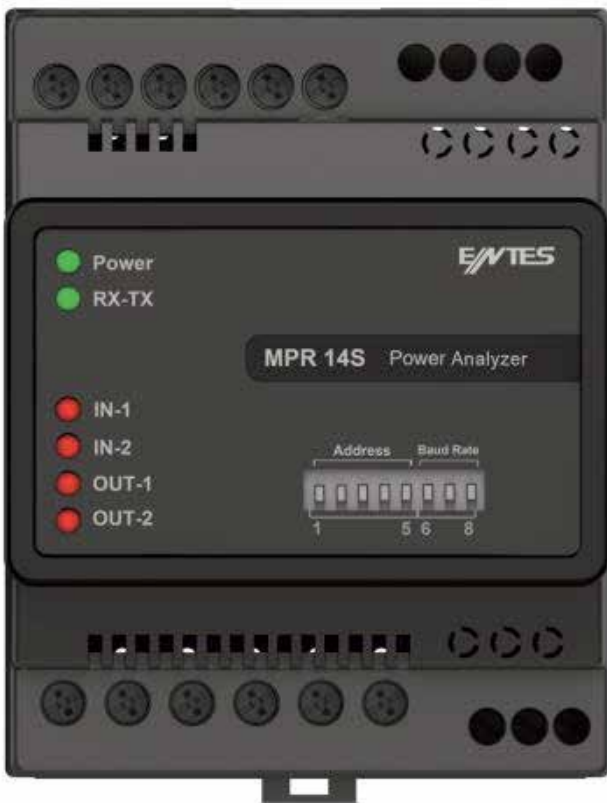 ENTES
Power
RX-TX
MPR 14S Power Analyzer
IN-1
IN-2
OUT-1
OUT-2
Address Baud Rate
1 5 6 8